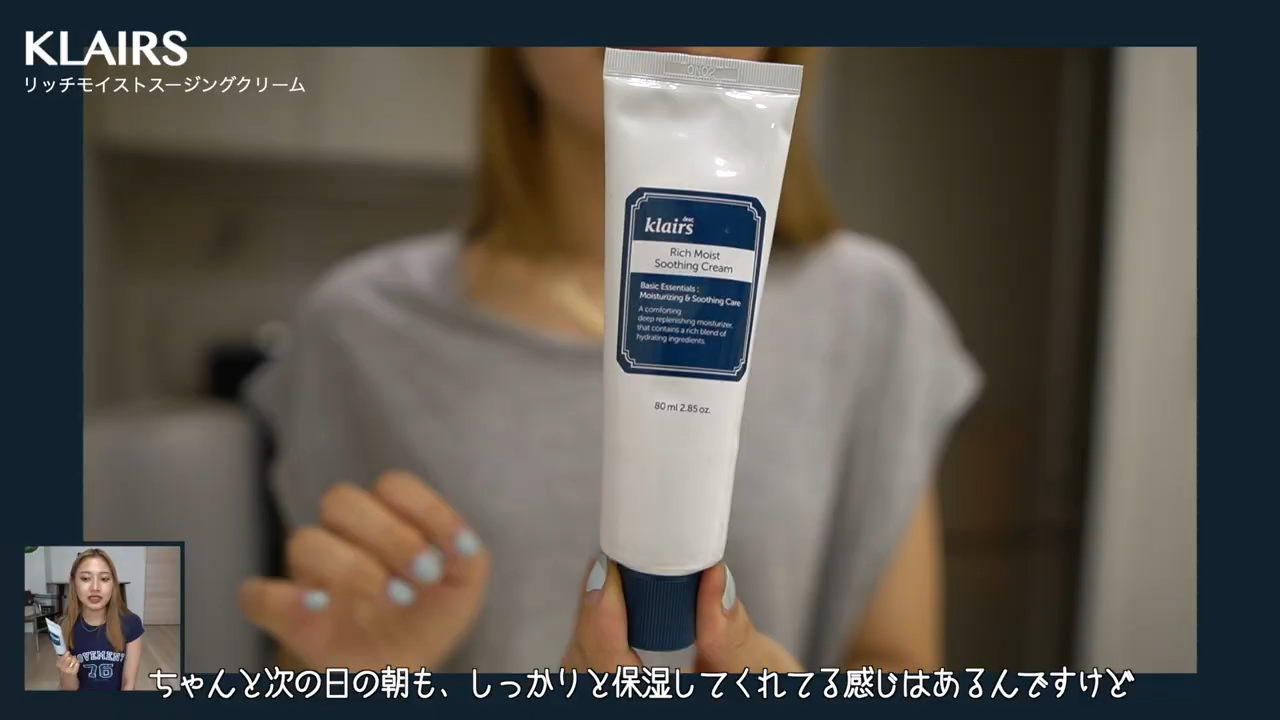 KLAIRS
リッチモイストスージングクリーム
dear,
klairs
Rich Moist
Soothing Cream
Basic Essentials :
Moisturizing & Soothing Care
A comforting
deep replenishing moisturizer,
that contains a rich blend of
hydrating ingredients.
80 ml 2.85 oz.
76
ちゃんと次の日の朝も、しっかりと保湿してくれてる感じはあるんですけど